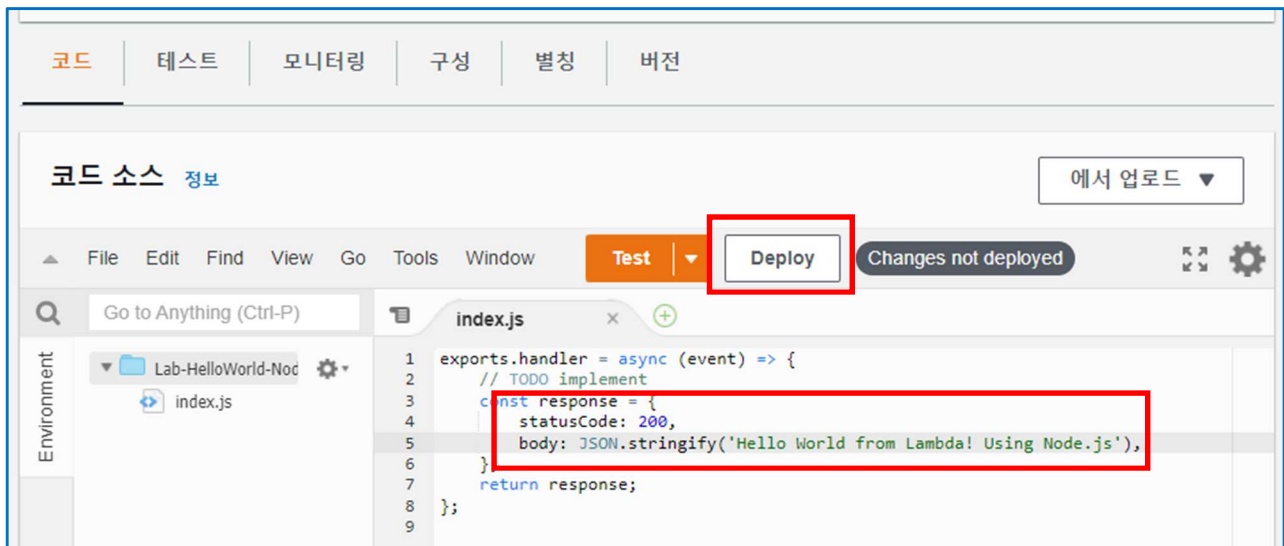 코드 테스트 모니터링 구성 별칭 버전
코드 소스 정보
에서 업로드 ▼
File Edit Find View Go Tools Window Test Deploy Changes not deployed
Go to Anything (Ctrl-P)
index.js
Environment
Lab-HelloWorld-Nod
index.js
1 exports.handler = async (event) => {
2 // TODO implement
3 const response = {
4 statusCode: 200,
5 body: JSON.stringify('Hello World from Lambda! Using Node.js'),
6 }
7 return response;
8 };
9